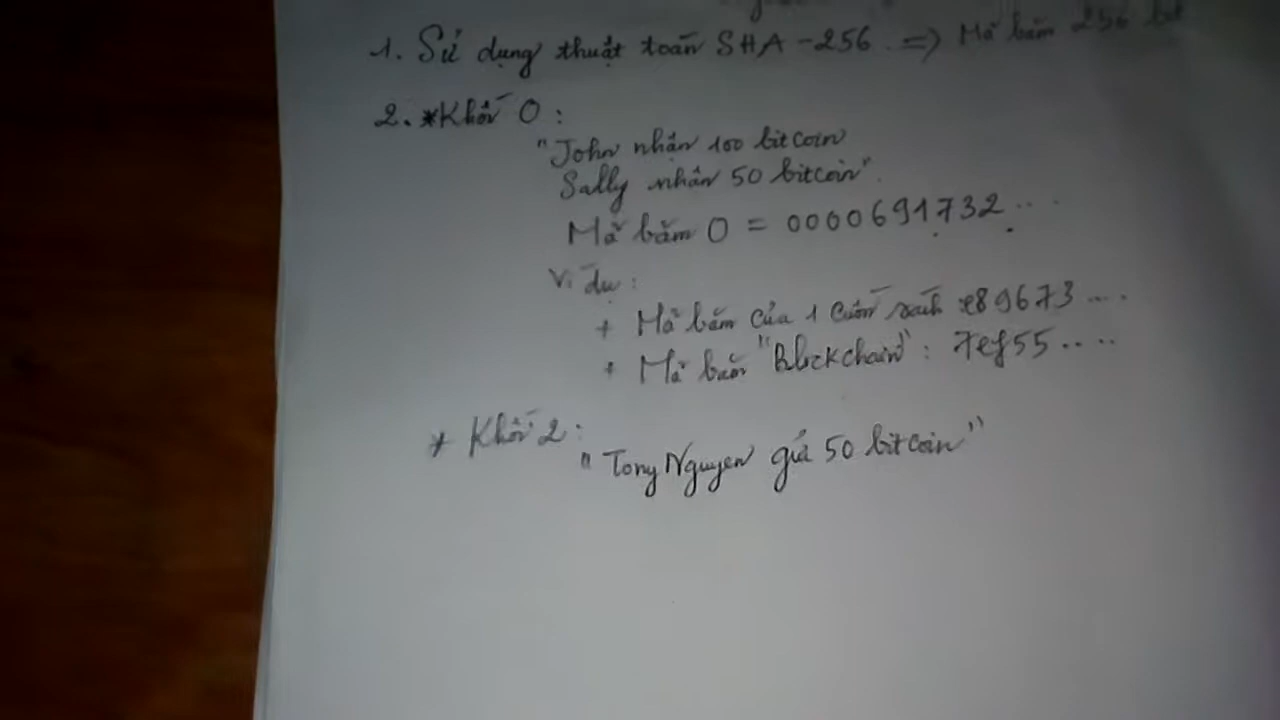 1. Sử dụng thuật toán SHA-256 => Mã băm 256 bit
2. *Khối 0:
"John nhận 100 bitcoin
Sally nhận 50 bitcoin".
Mã băm 0 = 0000691732....
Ví dụ:
+ Mã băm của 1 cuốn sách e89673....
+ Mã băm "Blockchain": 7ef55....
* Khối 2:
"Tony Nguyen gửi 50 bitcoin"